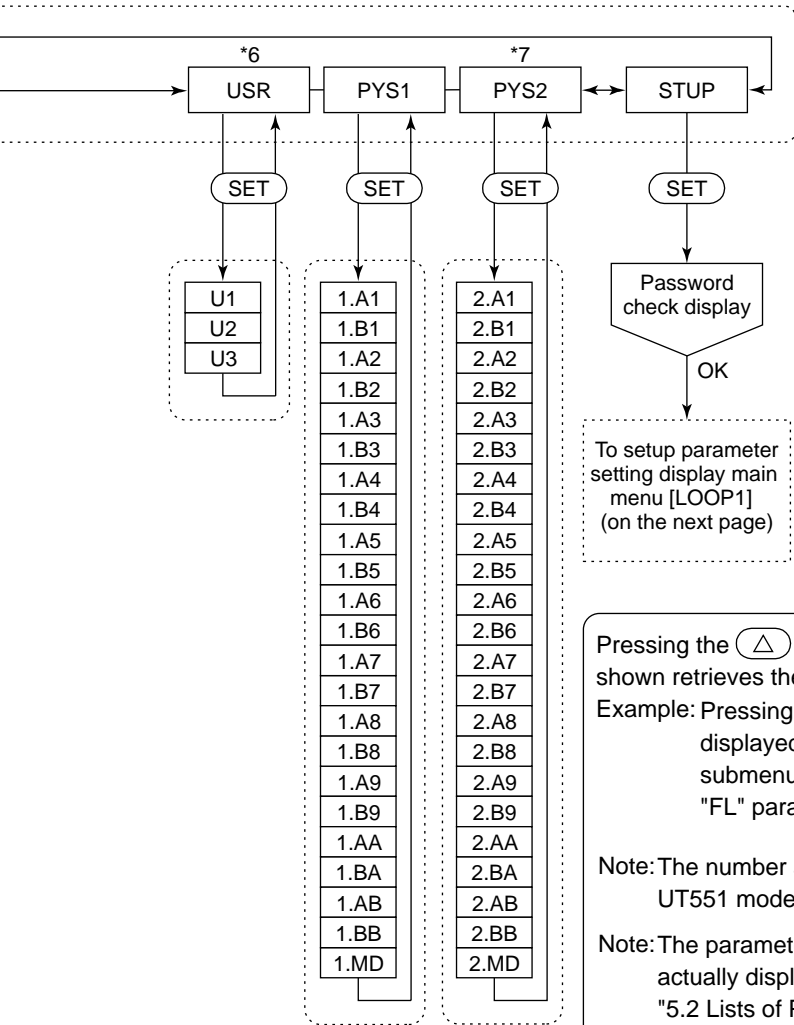 *6
*7
USR
PYS1
PYS2
STUP
SET
SET
SET
SET
U1
U2
U3
1.A1
1.B1
1.A2
1.B2
1.A3
1.B3
1.A4
1.B4
1.A5
1.B5
1.A6
1.B6
1.A7
1.B7
1.A8
1.B8
1.A9
1.B9
1.AA
1.BA
1.AB
1.BB
1.MD
2.A1
2.B1
2.A2
2.B2
2.A3
2.B3
2.A4
2.B4
2.A5
2.B5
2.A6
2.B6
2.A7
2.B7
2.A8
2.B8
2.A9
2.B9
2.AA
2.BA
2.AB
2.BB
2.MD
Password
check display
OK
To setup parameter
setting display main
menu [LOOP1]
(on the next page)
Pressing the △
shown retrieves the
Example: Pressing
displayed
submenu
"FL" para
Note: The number
UT551 mode
Note: The paramet
actually displ
"5.2 Lists of P